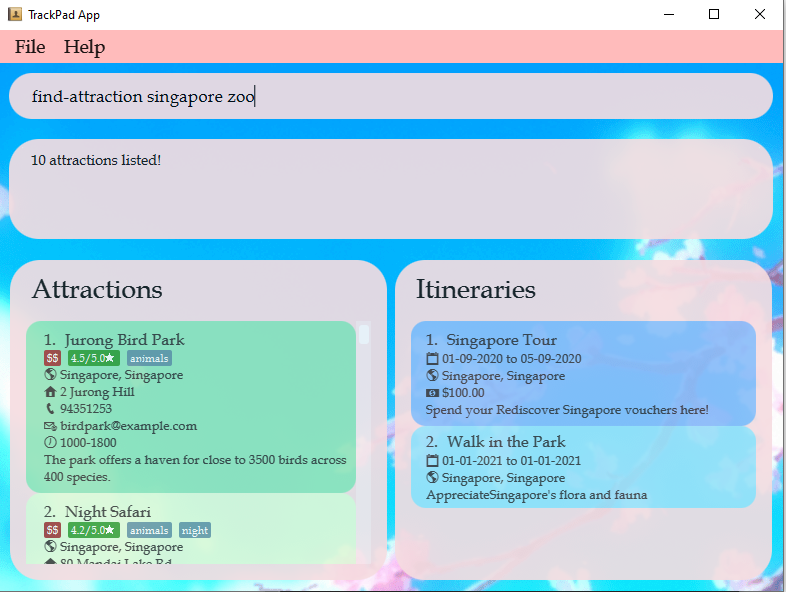 TrackPad App
File Help
find-attraction singapore zoo
10 attractions listed!
Attractions
1. Jurong Bird Park
$$ 4.5/5.0★ animals
Singapore, Singapore
2 Jurong Hill
94351253
birdpark@example.com
1000-1800
The park offers a haven for close to 3500 birds across
400 species.
2. Night Safari
$$ 4.2/5.0★ animals night
Singapore, Singapore
80 Mandai Lake Rd
Itineraries
1. Singapore Tour
01-09-2020 to 05-09-2020
Singapore, Singapore
$100.00
Spend your Rediscover Singapore vouchers here!
2. Walk in the Park
01-01-2021 to 01-01-2021
Singapore, Singapore
AppreciateSingapore's flora and fauna